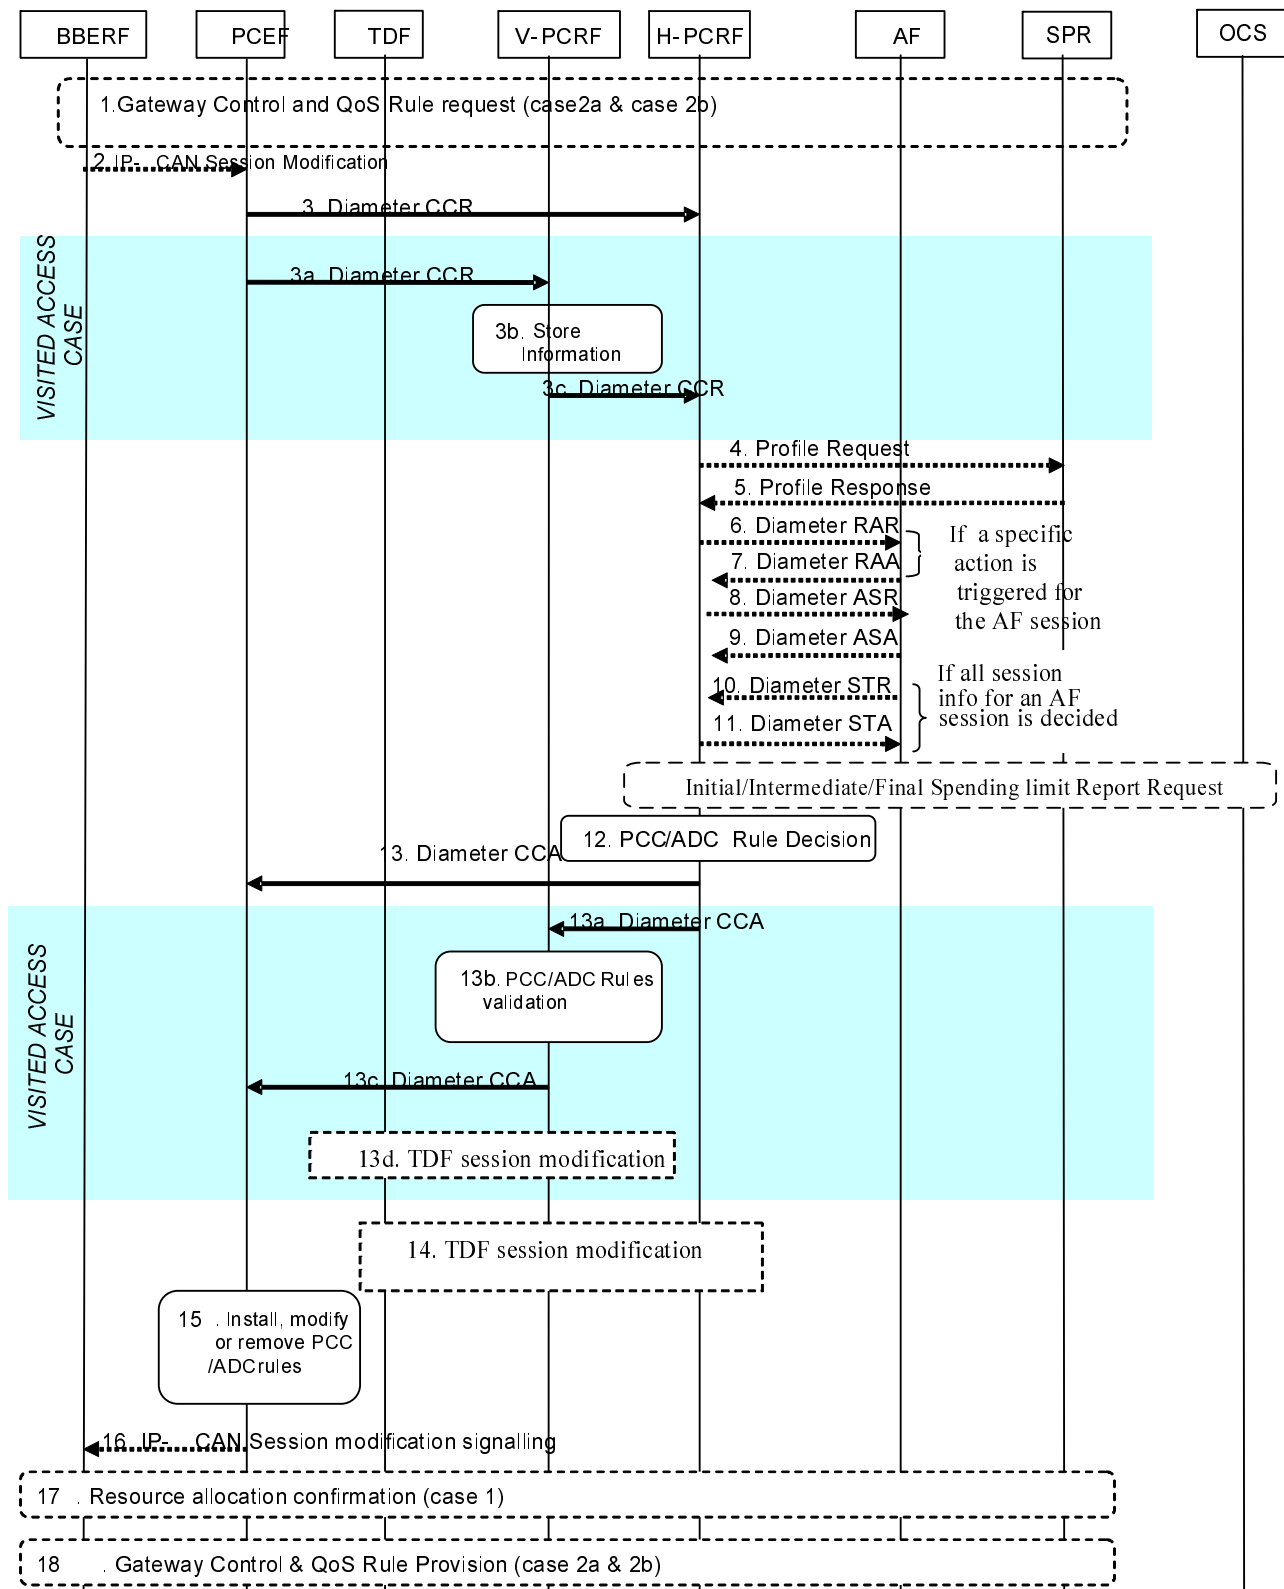 BBERF
PCEF
TDF
V-PCRF
H-PCRF
AF
SPR
OCS
1.Gateway Control and QoS Rule request (case2a & case 2b)
2. IP- CAN Session Modification
3. Diameter CCR
VISITED ACCESS
CASE
3a. Diameter CCR
3b. Store
Information
3c. Diameter CCR
4. Profile Request
5. Profile Response
6. Diameter RAR
7. Diameter RAA
8. Diameter ASR
9. Diameter ASA
If a specific
action is
triggered for
the AF session
10. Diameter STR
11. Diameter STA
If all session
info for an AF
session is decided
Initial/Intermediate/Final Spending limit Report Request
12. PCC/ADC Rule Decision
13. Diameter CCA
VISITED ACCESS
CASE
13a. Diameter CCA
13b. PCC/ADC Rules
validation
13c. Diameter CCA
13d. TDF session modification
14. TDF session modification
15 . Install, modify
or remove PCC
/ADC rules
16. IP- CAN Session modification signalling
17 . Resource allocation confirmation (case 1)
18 . Gateway Control & QoS Rule Provision (case 2a & 2b)